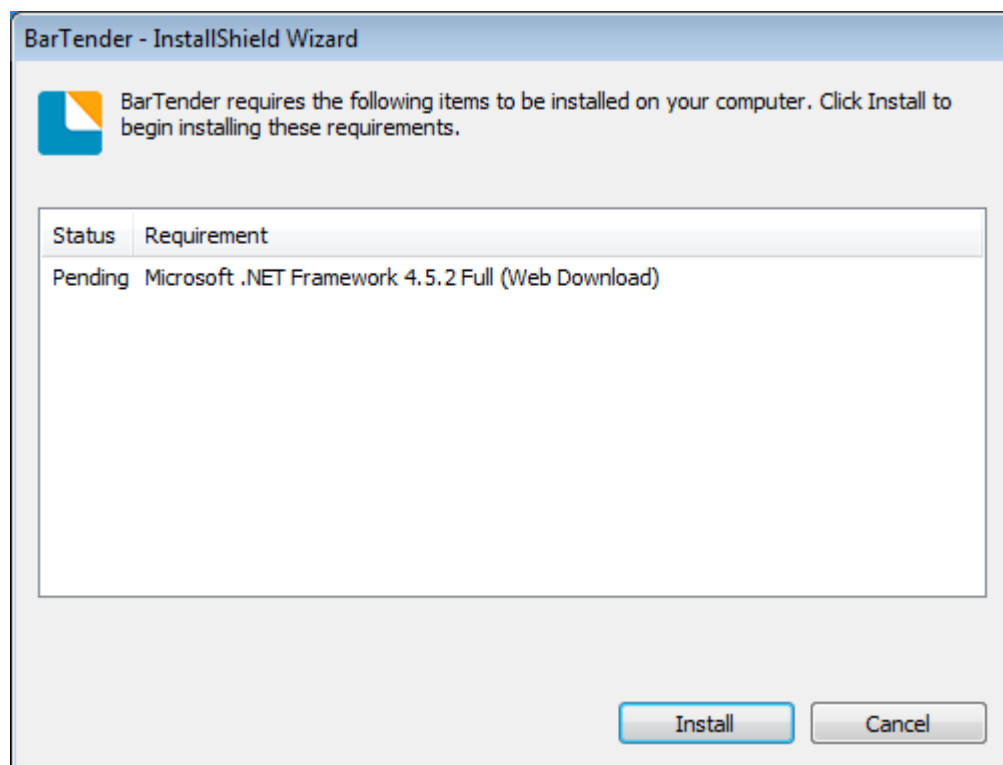 BarTender - InstallShield Wizard
BarTender requires the following items to be installed on your computer. Click Install to
begin installing these requirements.
Status Requirement
Pending Microsoft .NET Framework 4.5.2 Full (Web Download)
Install Cancel